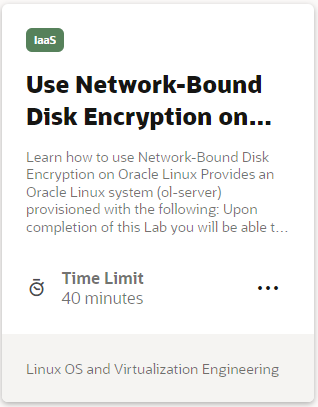 IaaS
Use Network-Bound
Disk Encryption on...
Learn how to use Network-Bound Disk
Encryption on Oracle Linux Provides an
Oracle Linux system (ol-server)
provisioned with the following: Upon
completion of this Lab you will be able t...
Time Limit
40 minutes
Linux OS and Virtualization Engineering